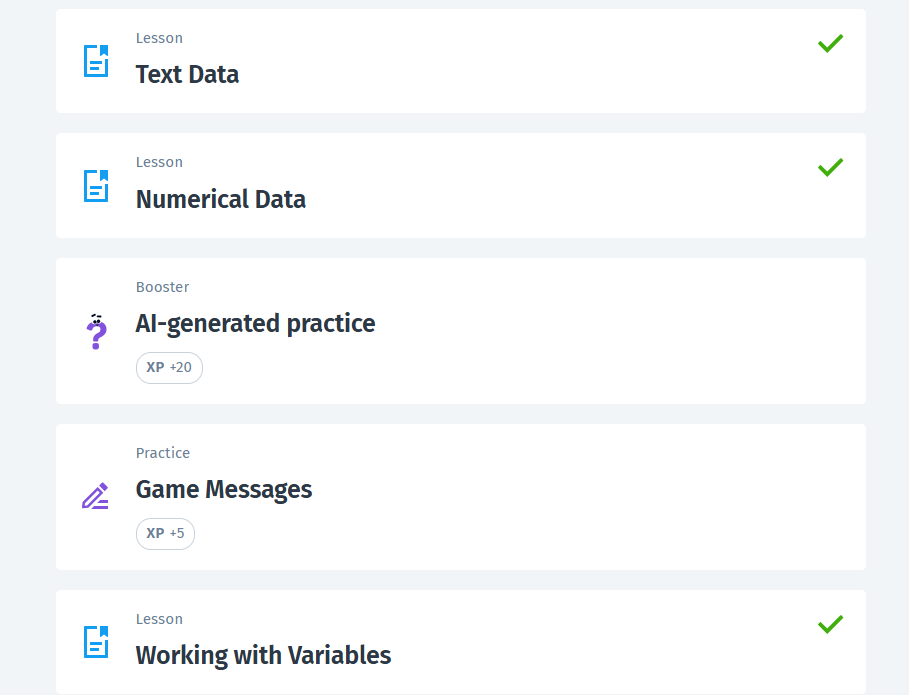 Lesson
Text Data
Lesson
Numerical Data
Booster
AI-generated practice
XP +20
Practice
Game Messages
XP +5
Lesson
Working with Variables